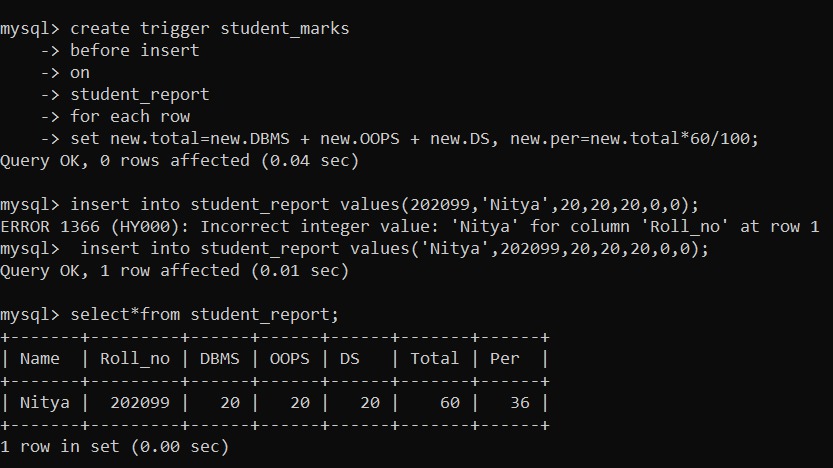 mysql> create trigger student_marks
    -> before insert
    -> on
    -> student_report
    -> for each row
    -> set new.total=new.DBMS + new.OOPS + new.DS, new.per=new.total*60/100;
Query OK, 0 rows affected (0.04 sec)

mysql> insert into student_report values(202099,'Nitya',20,20,20,0,0);
ERROR 1366 (HY000): Incorrect integer value: 'Nitya' for column 'Roll_no' at row 1
mysql>  insert into student_report values('Nitya',202099,20,20,20,0,0);
Query OK, 1 row affected (0.01 sec)

mysql> select*from student_report;
+-------+---------+------+------+------+-------+------+
| Name  | Roll_no | DBMS | OOPS | DS   | Total | Per  |
+-------+---------+------+------+------+-------+------+
| Nitya |  202099 |   20 |   20 |   20 |    60 |   36 |
+-------+---------+------+------+------+-------+------+
1 row in set (0.00 sec)